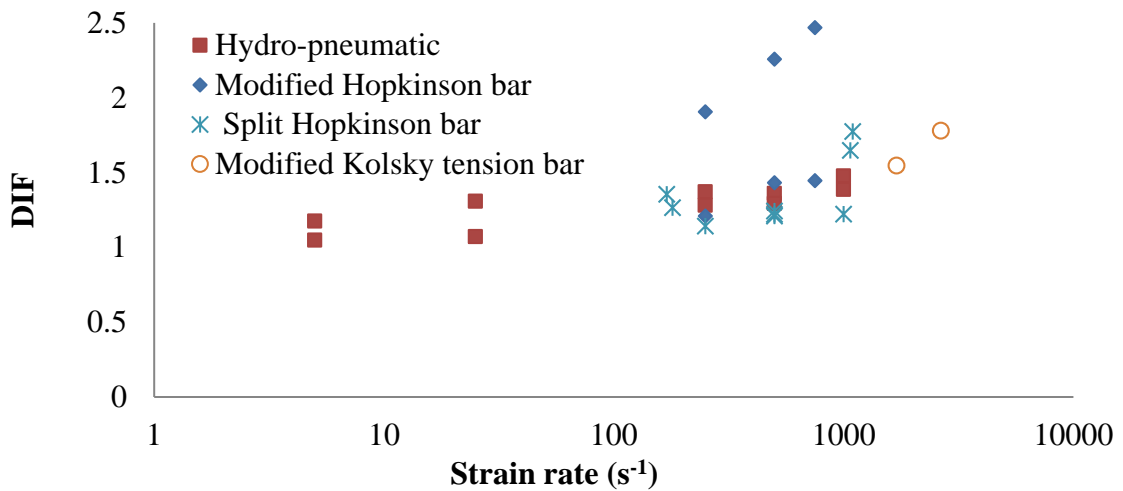 2.5
2
1.5
1
0.5
0
DIF
Hydro-pneumatic
Modified Hopkinson bar
Split Hopkinson bar
Modified Kolsky tension bar
1 10 100 1000 10000
Strain rate (s⁻¹)